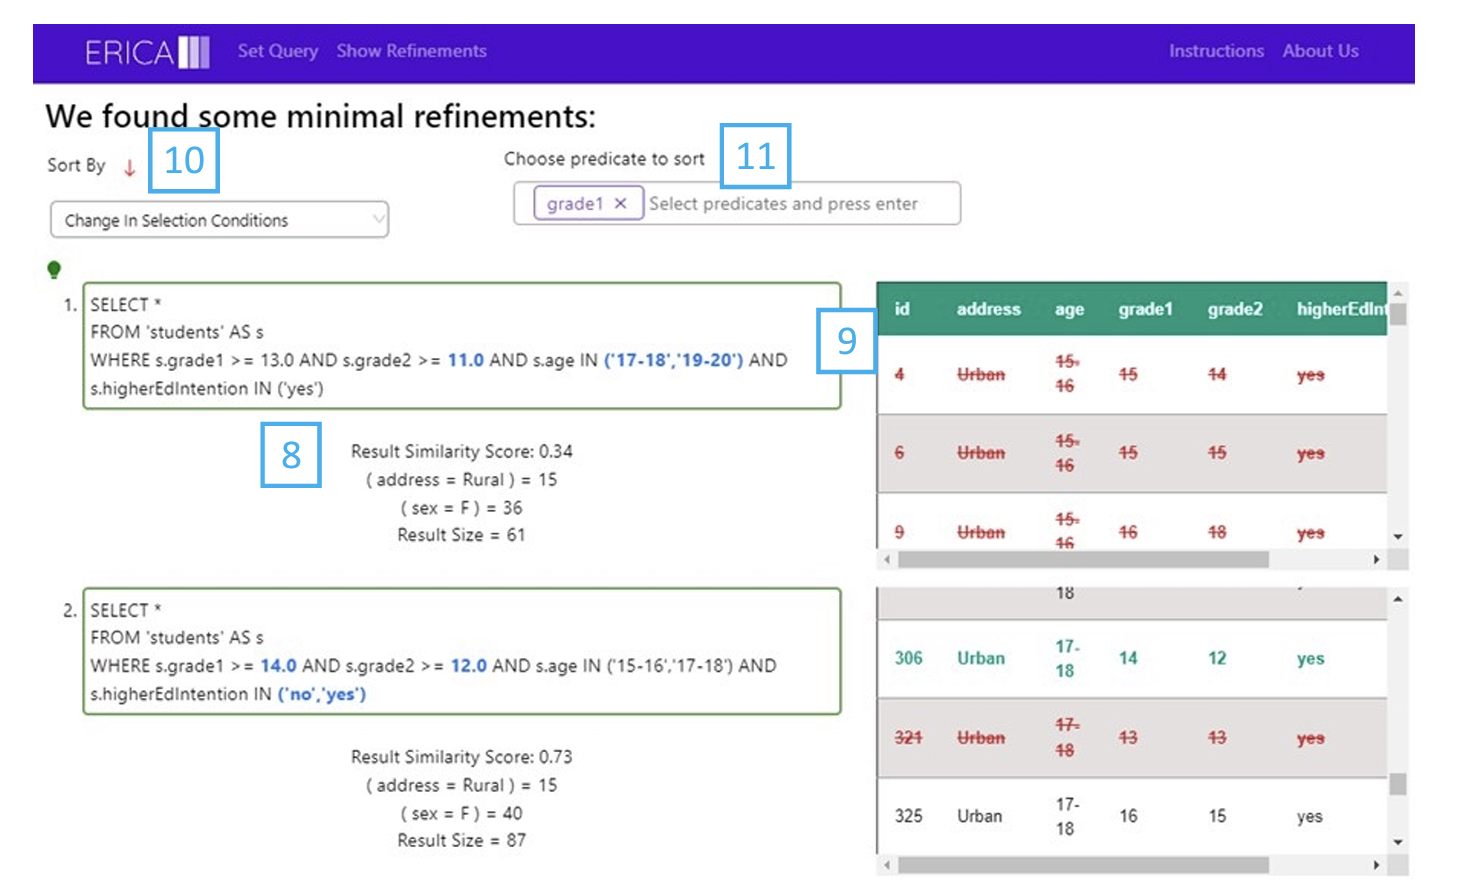 ERICA Set Query Show Refinements Instructions About Us
We found some minimal refinements:
Sort By ↓ 10
Choose predicate to sort 11
Change In Selection Conditions
grade1 × Select predicates and press enter
1. SELECT *
FROM 'students' AS s
WHERE s.grade1 >= 13.0 AND s.grade2 >= 11.0 AND s.age IN ('17-18','19-20') AND
s.higherEdIntention IN ('yes')
8
Result Similarity Score: 0.34
( address = Rural ) = 15
( sex = F ) = 36
Result Size = 61
9
id address age grade1 grade2 higherEdInt
4 Urban 15-16 15 14 yes
6 Urban 15-16 15 15 yes
9 Urban 15-16 16 18 yes
2. SELECT *
FROM 'students' AS s
WHERE s.grade1 >= 14.0 AND s.grade2 >= 12.0 AND s.age IN ('15-16','17-18') AND
s.higherEdIntention IN ('no','yes')
Result Similarity Score: 0.73
( address = Rural ) = 15
( sex = F ) = 40
Result Size = 87
18
306 Urban 17-18 14 12 yes
321 Urban 17-18 13 13 yes
325 Urban 17-18 16 15 yes